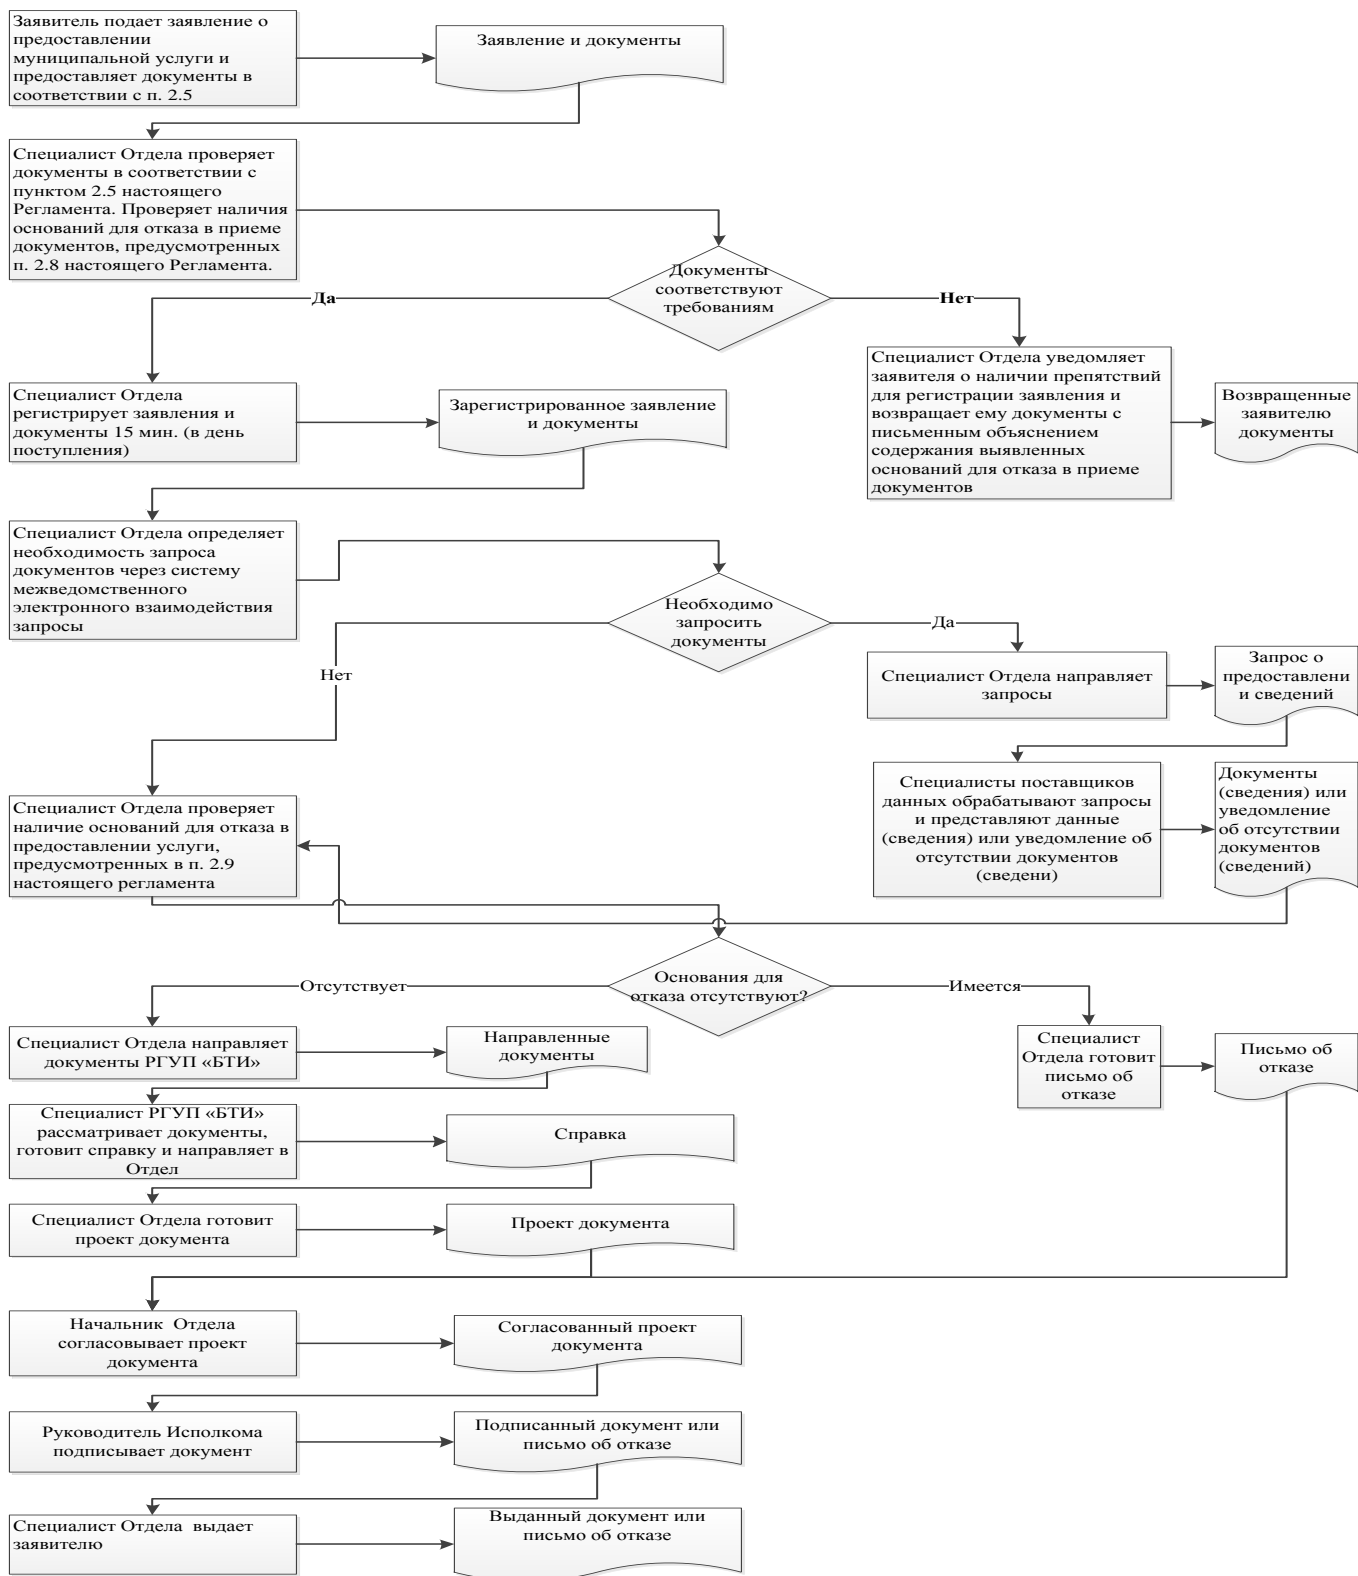 Заявитель подает заявление о
предоставлении
муниципальной услуги и
предоставляет документы в
соответствии с п. 2.5
Заявление и документы
Специалист Отдела проверяет
документы в соответствии с
пунктом 2.5 настоящего
Регламента. Проверяет наличия
оснований для отказа в приеме
документов, предусмотренных
п. 2.8 настоящего Регламента.
Документы
соответствуют
требованиям
Да
Нет
Специалист Отдела
регистрирует заявления и
документы 15 мин. (в день
поступления)
Зарегистрированное заявление
и документы
Специалист Отдела уведомляет
заявителя о наличии препятствий
для регистрации заявления и
возвращает ему документы с
письменным объяснением
содержания выявленных
оснований для отказа в приеме
документов
Возвращенные
заявителю
документы
Специалист Отдела определяет
необходимость запроса
документов через систему
межведомственного
электронного взаимодействия
запросы
Необходимо
запросить
документы
Да
Нет
Специалист Отдела направляет
запросы
Запрос о
предоставлени
и сведений
Специалисты поставщиков
данных обрабатывают запросы
и представляют данные
(сведения) или уведомление об
отсутствии документов
(сведени)
Документы
(сведения) или
уведомление
об отсутствии
документов
(сведений)
Специалист Отдела проверяет
наличие оснований для отказа в
предоставлении услуги,
предусмотренных в п. 2.9
настоящего регламента
Основания для
отказа отсутствуют?
Отсутствует
Имеется
Специалист Отдела направляет
документы РГУП «БТИ»
Направленные
документы
Специалист
Отдела готовит
письмо об
отказе
Письмо об
отказе
Специалист РГУП «БТИ»
рассматривает документы,
готовит справку и направляет в
Отдел
Справка
Специалист Отдела готовит
проект документа
Проект документа
Начальник  Отдела
согласовывает проект
документа
Согласованный проект
документа
Руководитель Исполкома
подписывает документ
Подписанный документ или
письмо об отказе
Специалист Отдела  выдает
заявителю
Выданный документ или
письмо об отказе